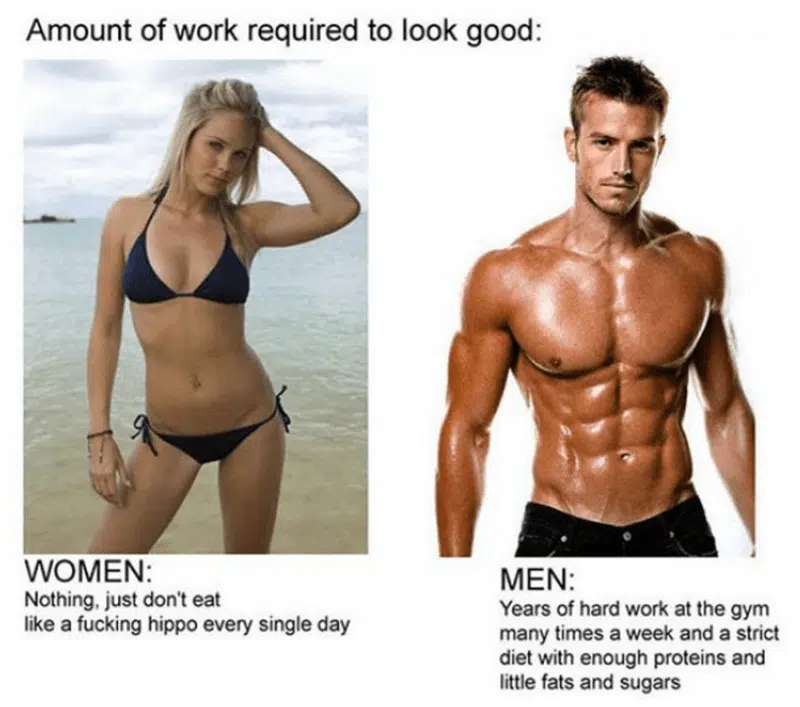 Amount of work required to look good:
WOMEN:
Nothing, just don't eat
like a fucking hippo every single day
MEN:
Years of hard work at the gym
many times a week and a strict
diet with enough proteins and
little fats and sugars